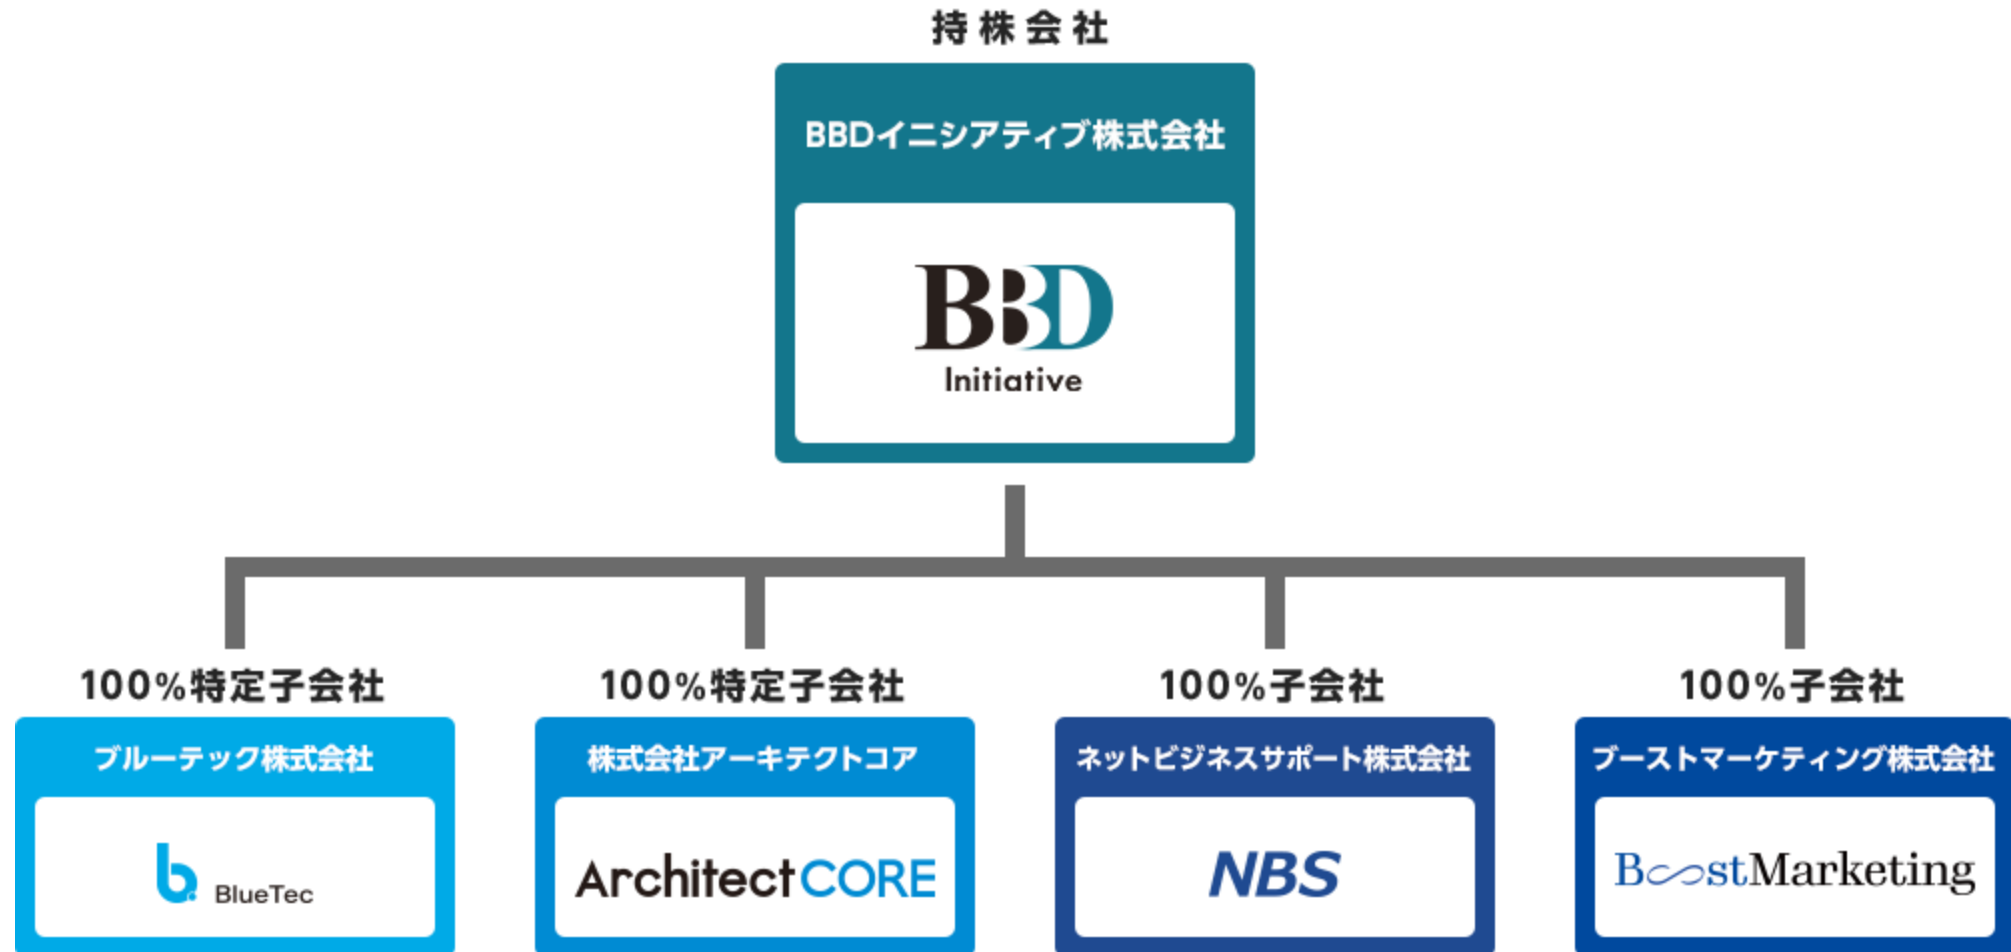 持株会社
BBDイニシアティブ株式会社
BBD
Initiative
100%特定子会社
100%特定子会社
100%子会社
100%子会社
ブルーテック株式会社
株式会社アーキテクトコア
ネットビジネスサポート株式会社
ブーストマーケティング株式会社
b.
BlueTec
ArchitectCORE
NBS
BoostMarketing